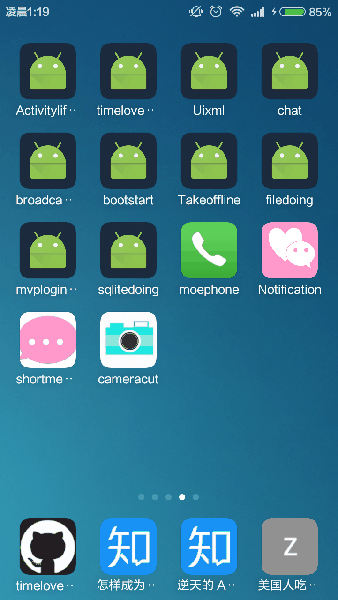 凌晨1:19 85%
Activitylif··
timelove··
Uixml
chat
broadca··
bootstart
Takeoffline
filedoing
mvplogin··
sqlitedoing
moephone
Notification
shortme··
cameracut
知
知
Z
timelove··
怎样成为··
逆天的 A··
美国人吃··